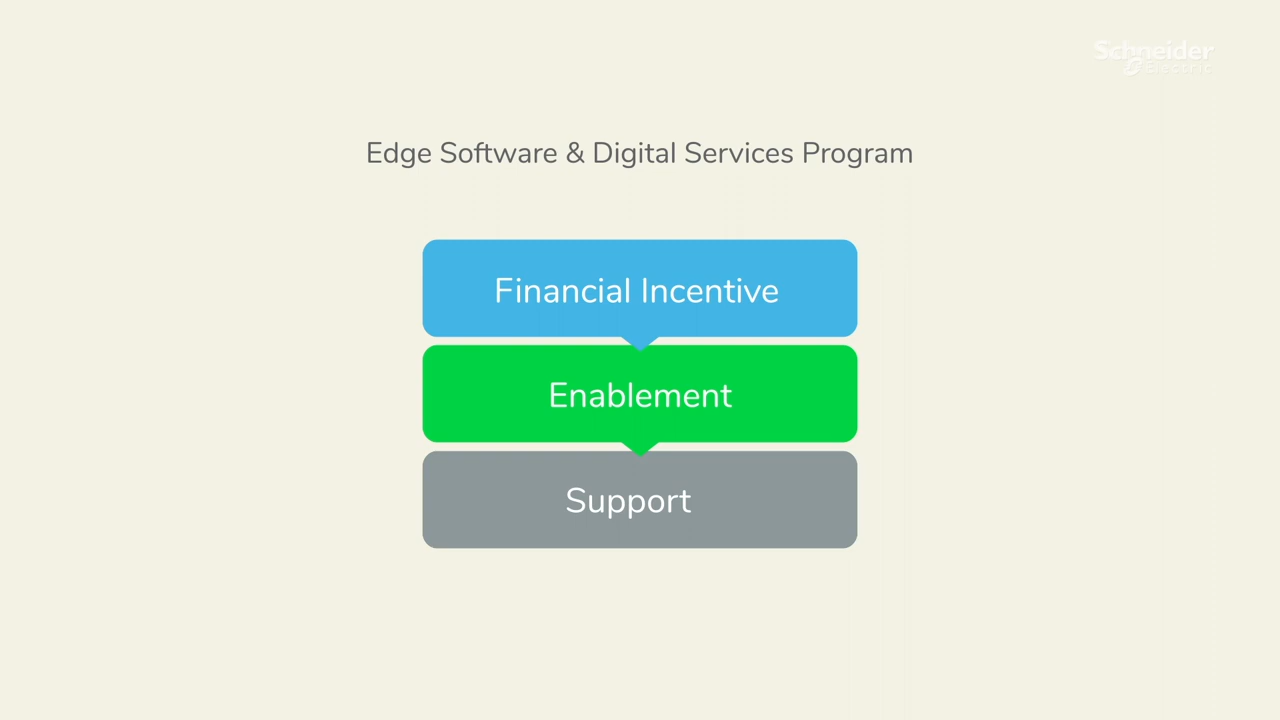 Schneider
Electric
Edge Software & Digital Services Program
Financial Incentive
Enablement
Support